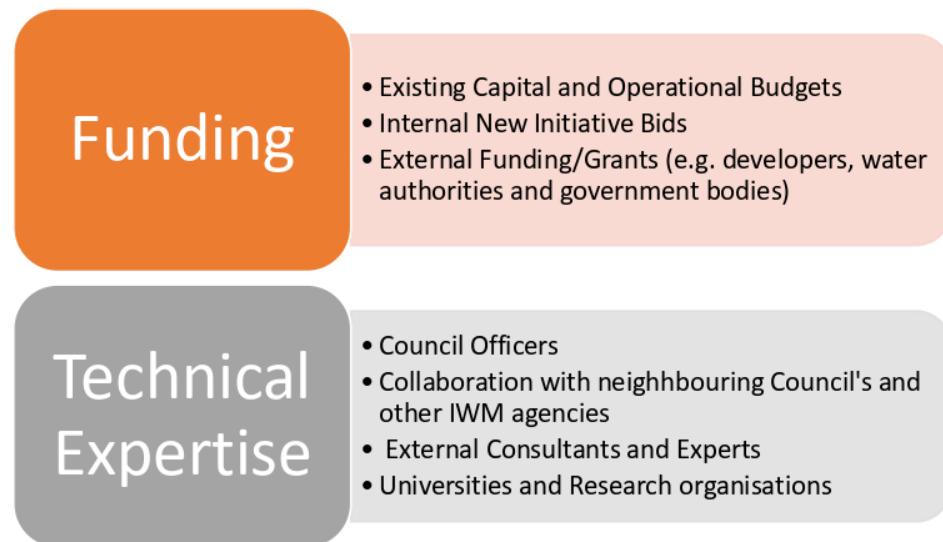 Funding
• Existing Capital and Operational Budgets
• Internal New Initiative Bids
• External Funding/Grants (e.g. developers, water
authorities and government bodies)
Technical
Expertise
• Council Officers
• Collaboration with neighhbouring Council's and
other IWM agencies
• External Consultants and Experts
• Universities and Research organisations